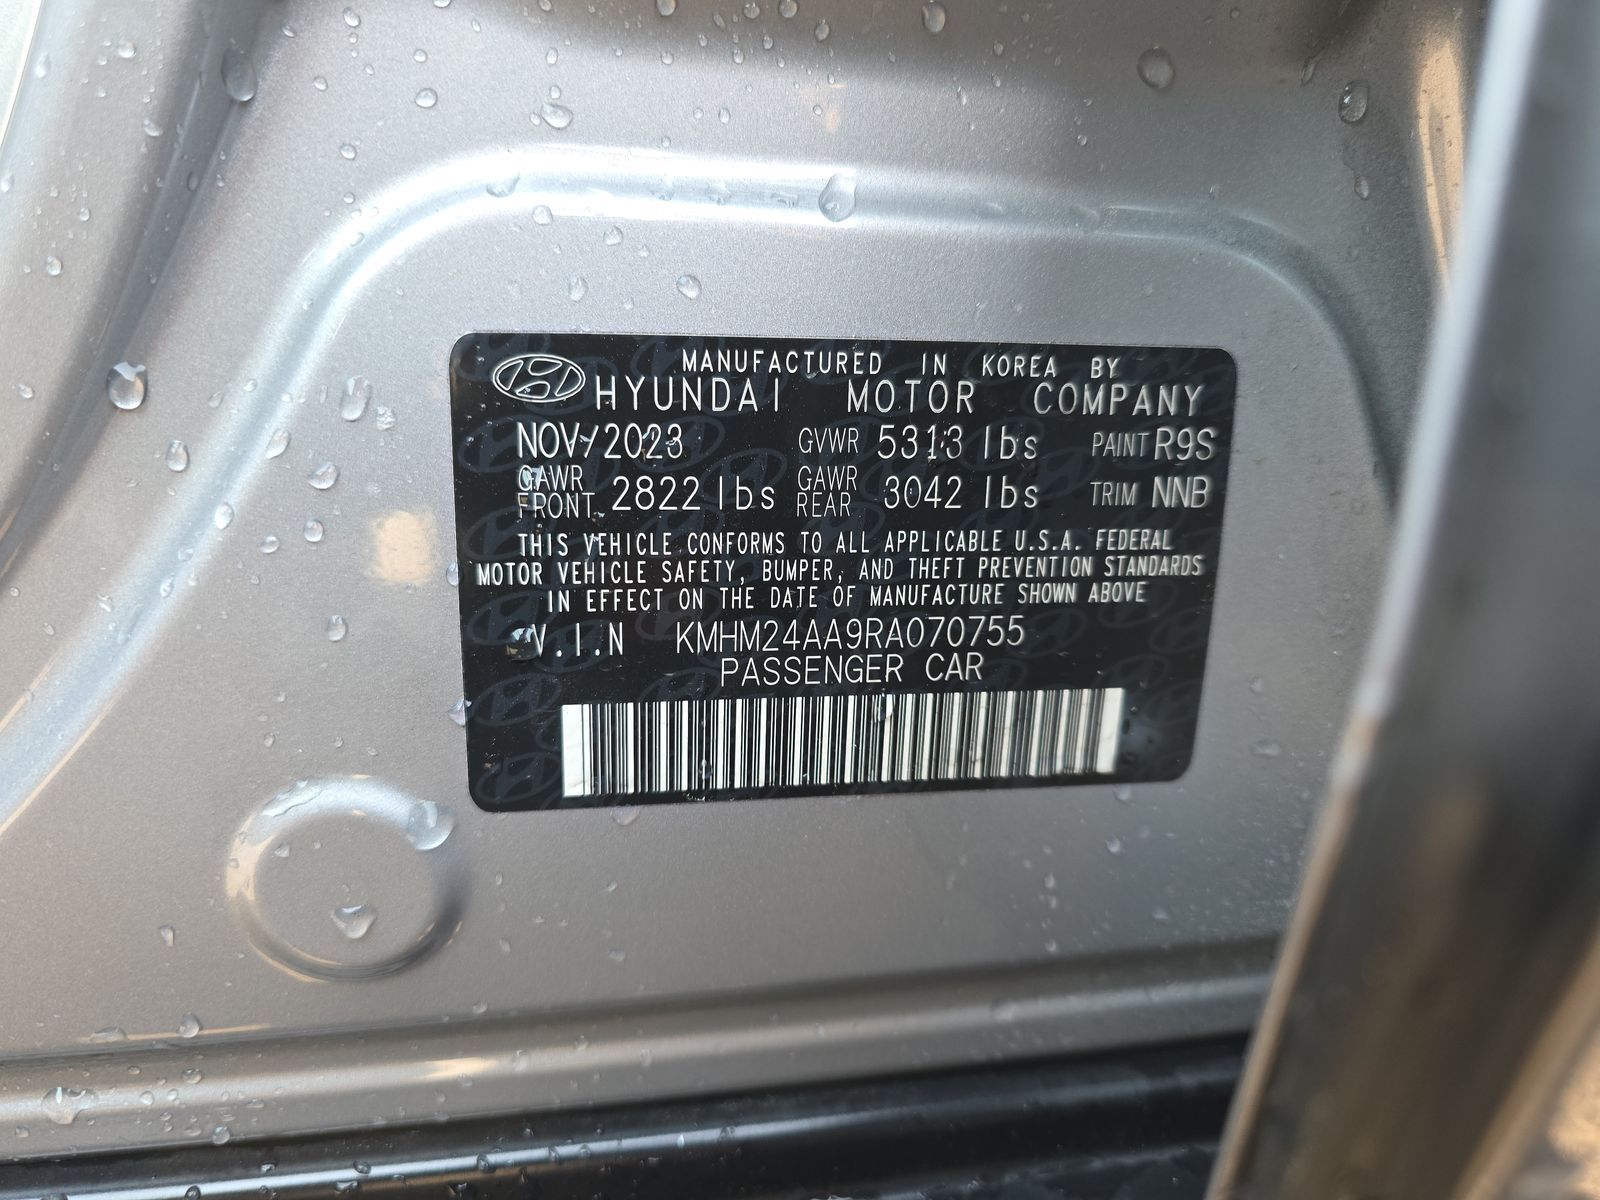 MANUFACTURED IN KOREA BY
HYUNDAI MOTOR COMPANY
NOV/2023 GVWR 5313 lbs PAINT R9S
GAWR FRONT 2822 lbs GAWR REAR 3042 lbs TRIM NNB
THIS VEHICLE CONFORMS TO ALL APPLICABLE U.S.A. FEDERAL
MOTOR VEHICLE SAFETY, BUMPER, AND THEFT PREVENTION STANDARDS
IN EFFECT ON THE DATE OF MANUFACTURE SHOWN ABOVE
V.I.N KMHM24AA9RA070755
PASSENGER CAR